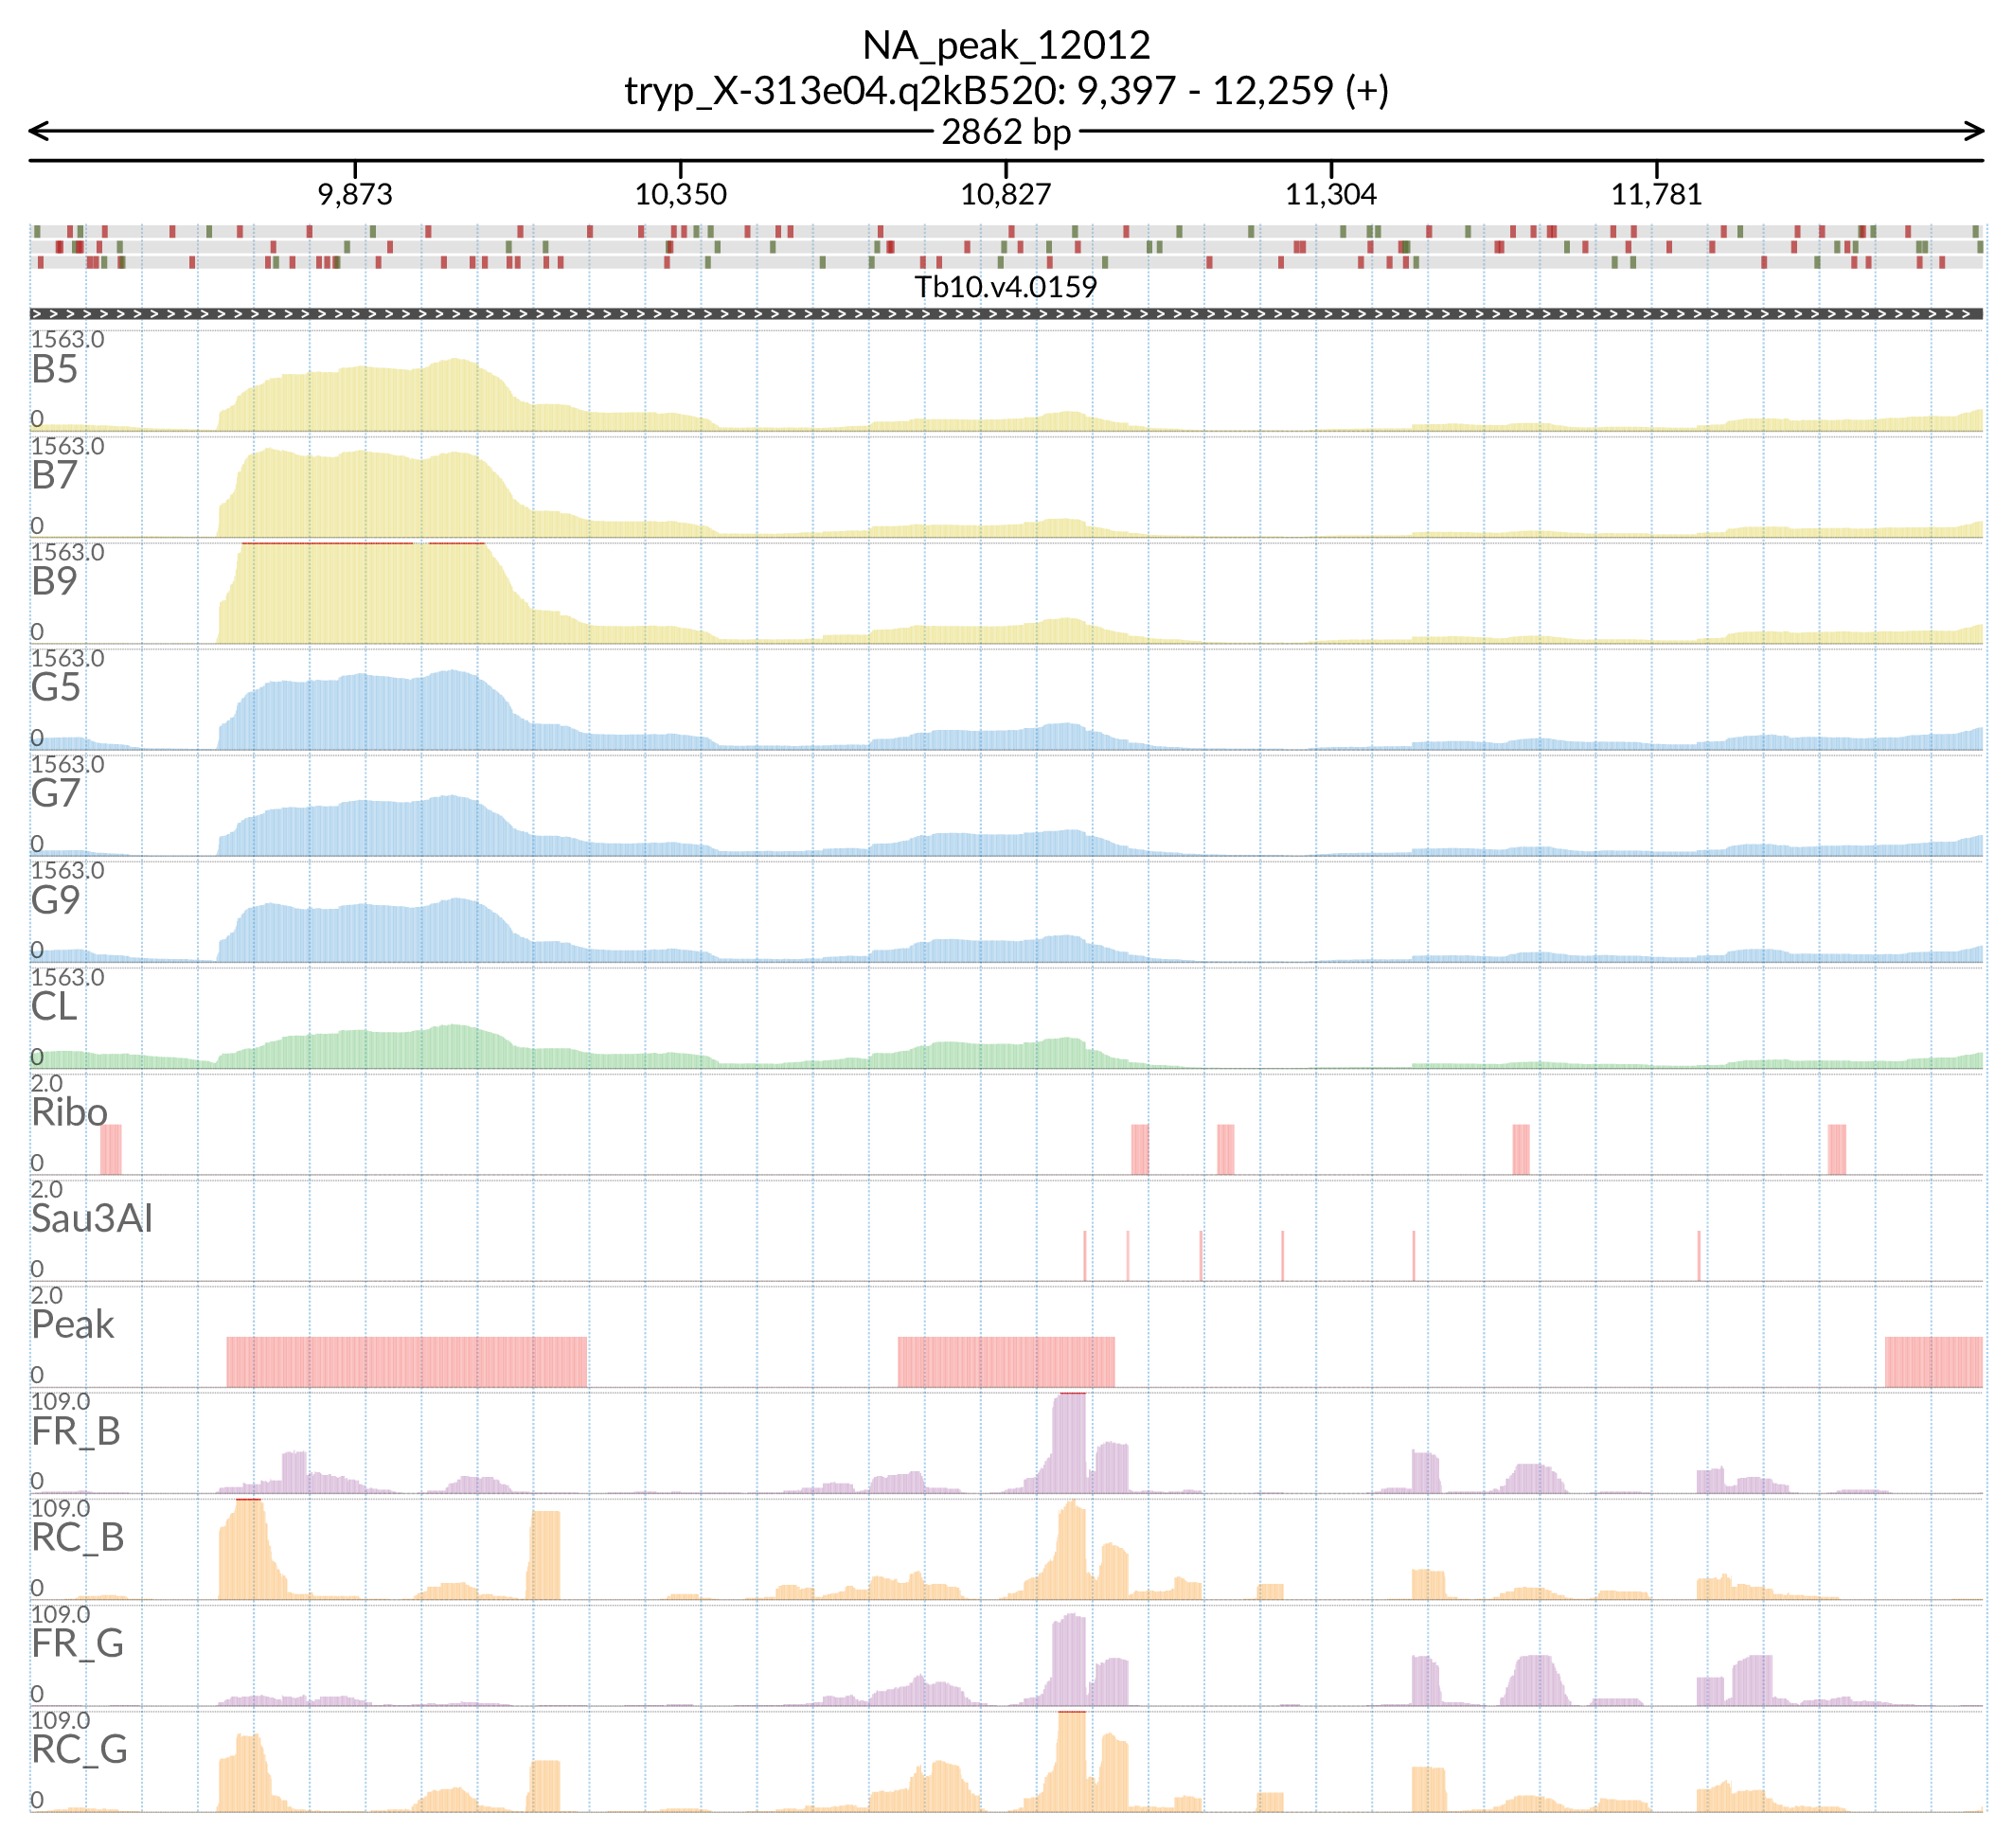 NA_peak_12012
tryp_X-313e04.q2kB520: 9,397 - 12,259 (+)
2862 bp
9,873 10,350 10,827 11,304 11,781
Tb10.v4.0159
1563.0
B5
0
1563.0
B7
0
1563.0
B9
0
1563.0
G5
0
1563.0
G7
0
1563.0
G9
0
1563.0
CL
0
2.0
Ribo
0
2.0
Sau3AI
0
2.0
Peak
0
109.0
FR_B
0
109.0
RC_B
0
109.0
FR_G
0
109.0
RC_G
0